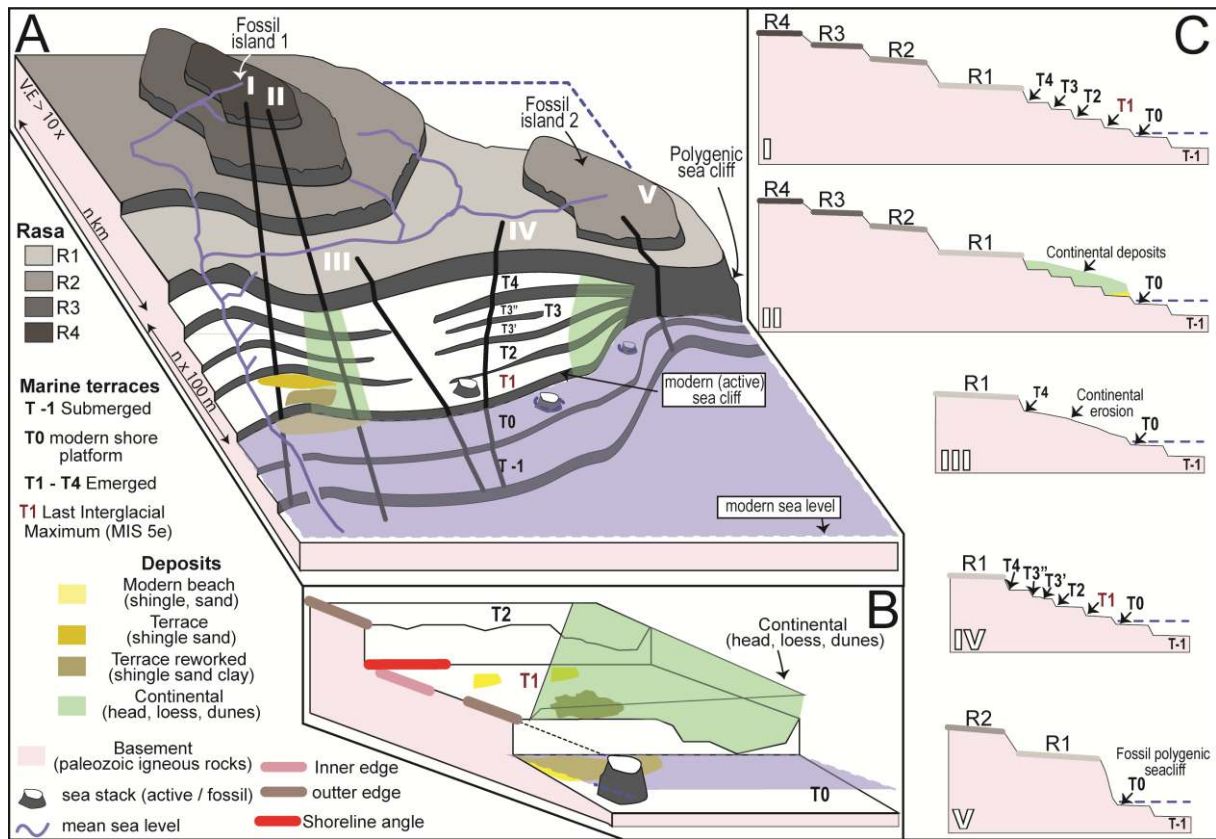 A
Fossil
island 1
I
II
Fossil
island 2
Polygenic
sea cliff
V
IV
III
V.E > 10 x
n km
n x 100 m
Rasa
R1
R2
R3
R4
T4
T3''
T3
T3'
T2
T1
T0
T -1
modern (active)
sea cliff
modern sea level
Marine terraces
T -1 Submerged
T0 modern shore
platform
T1 - T4 Emerged
T1 Last Interglacial
Maximum (MIS 5e)
Deposits
Modern beach
(shingle, sand)
Terrace
(shingle sand)
Terrace reworked
(shingle sand clay)
Continental
(head, loess, dunes)
Basement
(paleozoic igneous rocks)
sea stack (active / fossil)
mean sea level
Inner edge
outter edge
Shoreline angle
B
T2
T1
Continental
(head, loess, dunes)
T0
C
R4
R3
R2
R1
T4
T3
T2
T1
T0
T-1
I
R4
R3
R2
R1
Continental deposits
T0
T-1
II
R1
T4
Continental
erosion
T0
T-1
III
R1
T4
T3''
T3'
T2
T1
T0
T-1
IV
R2
R1
Fossil polygenic
seacliff
T0
T-1
V